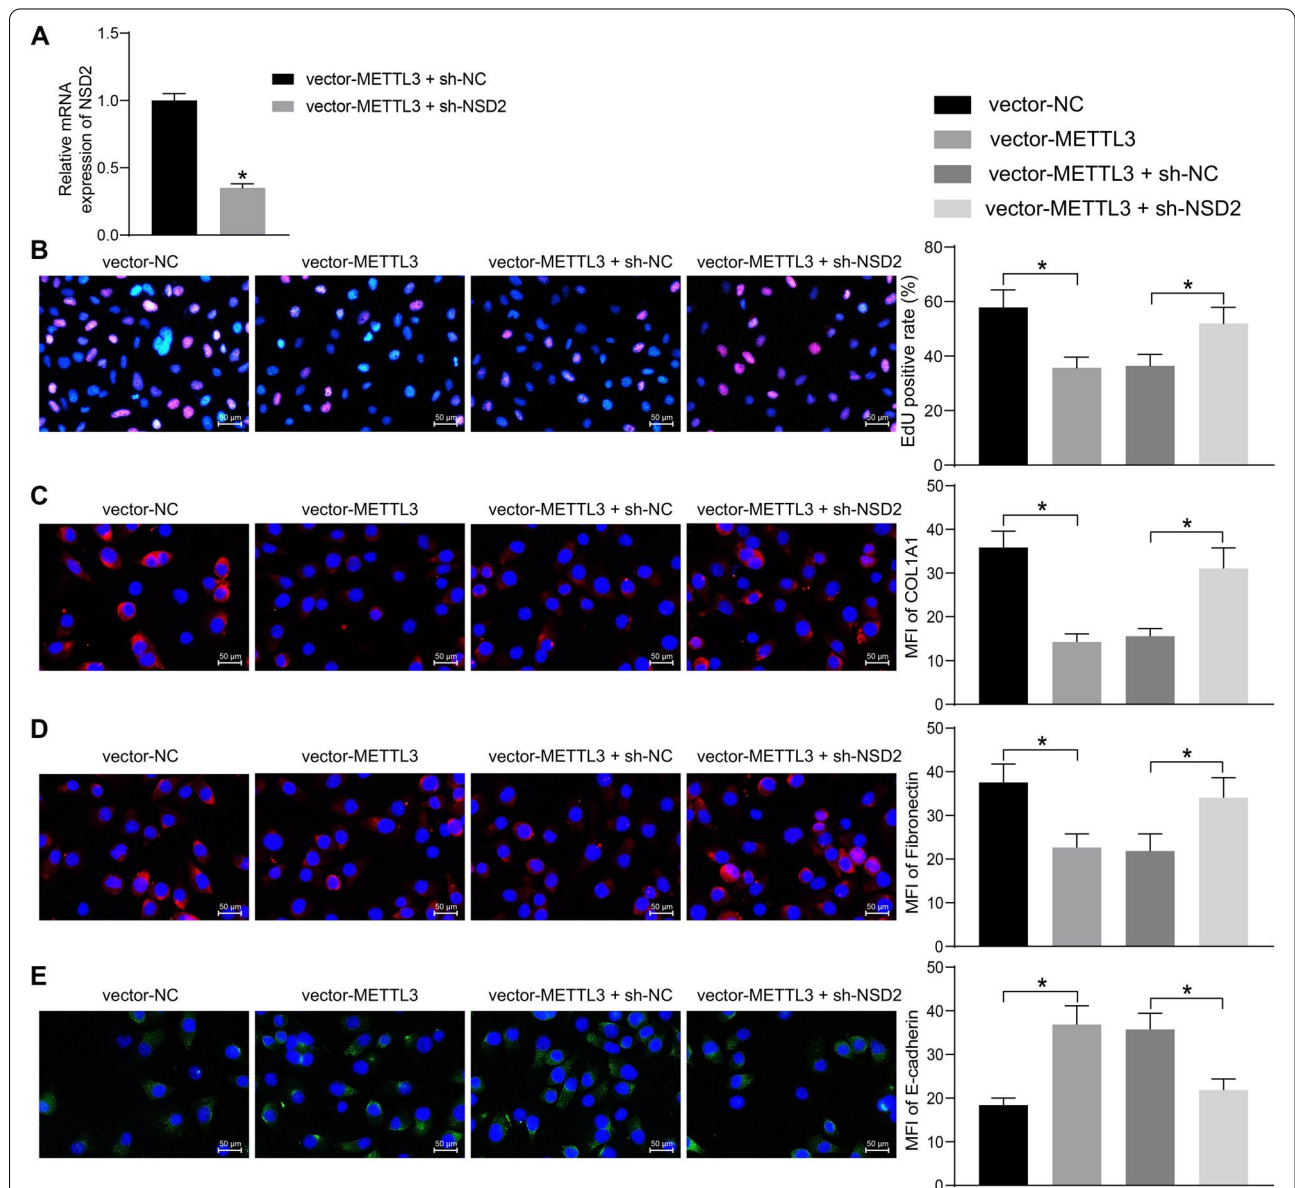 A
1.5
1.0
0.5
0.0
Relative mRNA
expression of NSD2
*
vector-METTL3 + sh-NC
vector-METTL3 + sh-NSD2
vector-NC
vector-METTL3
vector-METTL3 + sh-NC
vector-METTL3 + sh-NSD2
B
vector-NC
vector-METTL3
vector-METTL3 + sh-NC
vector-METTL3 + sh-NSD2
50 µm
50 µm
50 µm
50 µm
EdU positive rate (%)
80
60
40
20
0
*
*
C
vector-NC
vector-METTL3
vector-METTL3 + sh-NC
vector-METTL3 + sh-NSD2
50 µm
50 µm
50 µm
50 µm
MFI of COL1A1
50
40
30
20
10
0
*
*
D
vector-NC
vector-METTL3
vector-METTL3 + sh-NC
vector-METTL3 + sh-NSD2
50 µm
50 µm
50 µm
50 µm
MFI of Fibronectin
50
40
30
20
10
0
*
*
E
vector-NC
vector-METTL3
vector-METTL3 + sh-NC
vector-METTL3 + sh-NSD2
50 µm
50 µm
50 µm
50 µm
MFI of E-cadherin
50
40
30
20
10
0
*
*